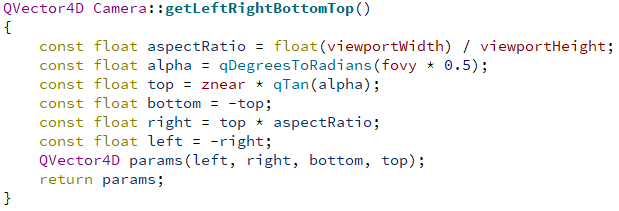 QVector4D Camera::getLeftRightBottomTop()
{
    const float aspectRatio = float(viewportWidth) / viewportHeight;
    const float alpha = qDegreesToRadians(fovy * 0.5);
    const float top = znear * qTan(alpha);
    const float bottom = -top;
    const float right = top * aspectRatio;
    const float left = -right;
    QVector4D params(left, right, bottom, top);
    return params;
}